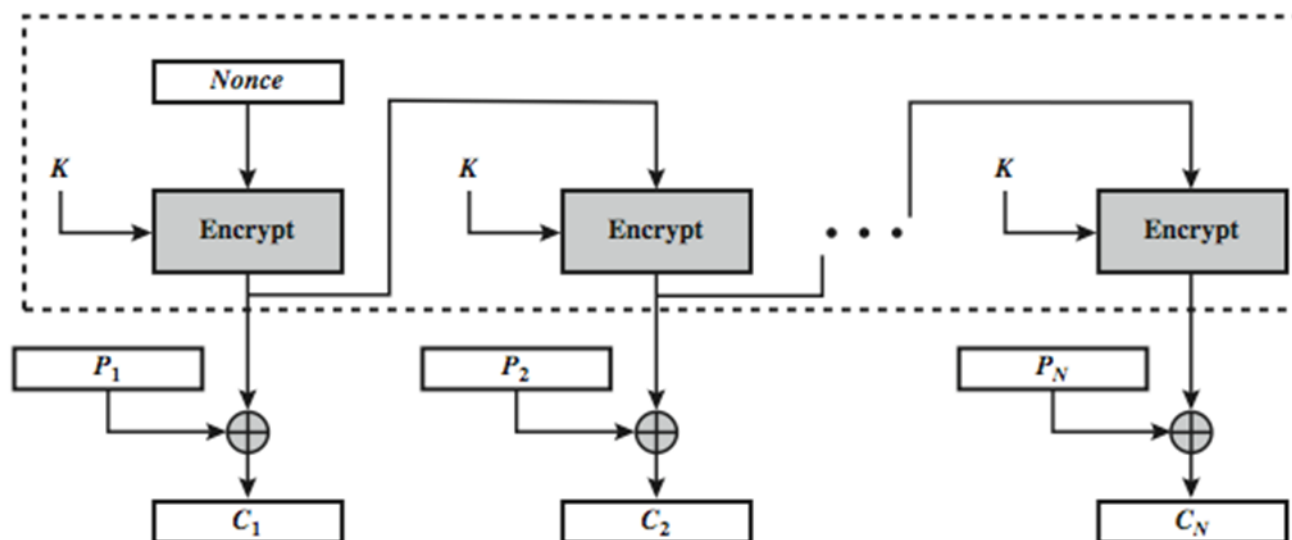 Nonce
K K K
Encrypt Encrypt Encrypt
P1 P2 PN
C1 C2 CN